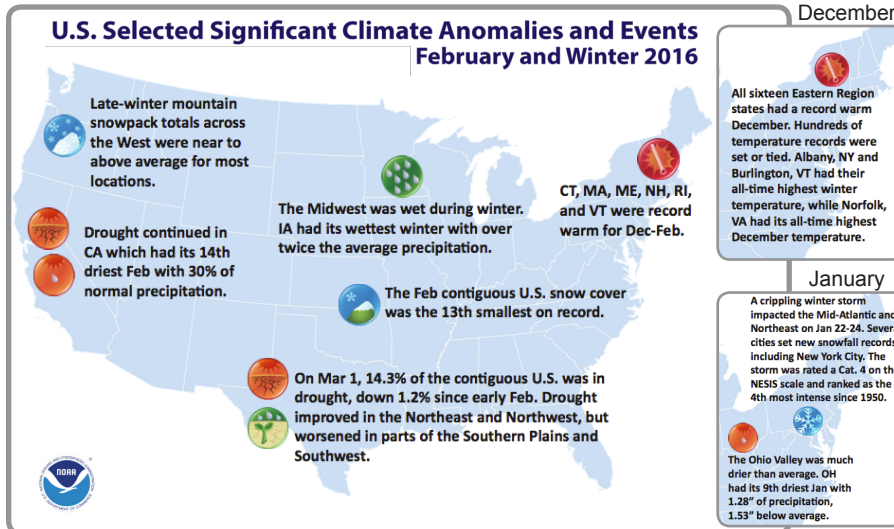 U.S. Selected Significant Climate Anomalies and Events
February and Winter 2016
Late-winter mountain
snowpack totals across
the West were near to
above average for most
locations.
Drought continued in
CA which had its 14th
driest Feb with 30% of
normal precipitation.
The Midwest was wet during winter.
IA had its wettest winter with over
twice the average precipitation.
CT, MA, ME, NH, RI,
and VT were record
warm for Dec-Feb.
The Feb contiguous U.S. snow cover
was the 13th smallest on record.
On Mar 1, 14.3% of the contiguous U.S. was in
drought, down 1.2% since early Feb. Drought
improved in the Northeast and Northwest, but
worsened in parts of the Southern Plains and
Southwest.
NOAA
December
All sixteen Eastern Region
states had a record warm
December. Hundreds of
temperature records were
set or tied. Albany, NY and
Burlington, VT had their
all-time highest winter
temperature, while Norfolk,
VA had its all-time highest
December temperature.
January
A crippling winter storm
impacted the Mid-Atlantic and
Northeast on Jan 22-24. Severa
cities set new snowfall records
including New York City. The
storm was rated a Cat. 4 on th
NESIS scale and ranked as the
4th most intense since 1950.
The Ohio Valley was much
drier than average. OH
had its 9th driest Jan with
1.28” of precipitation,
1.53” below average.